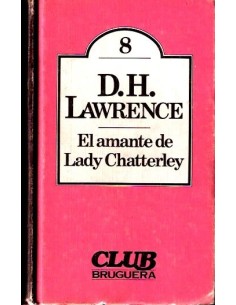 8
D.H.
LAWRENCE
El amante de
Lady Chatterley
CLUB
BRUGUERA